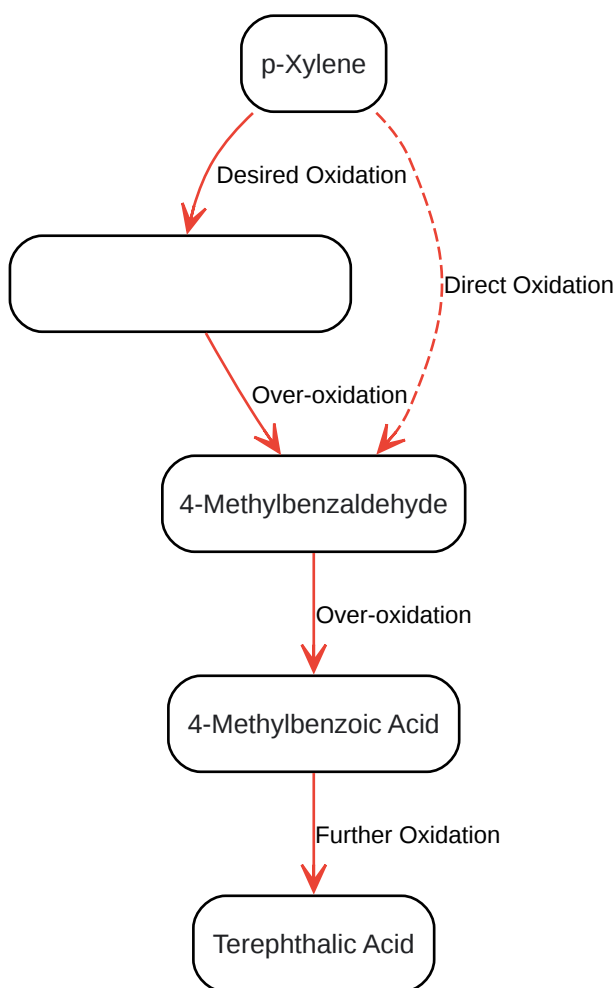 p-Xylene
Desired Oxidation
Direct Oxidation
Over-oxidation
4-Methylbenzaldehyde
Over-oxidation
4-Methylbenzoic Acid
Further Oxidation
Terephthalic Acid